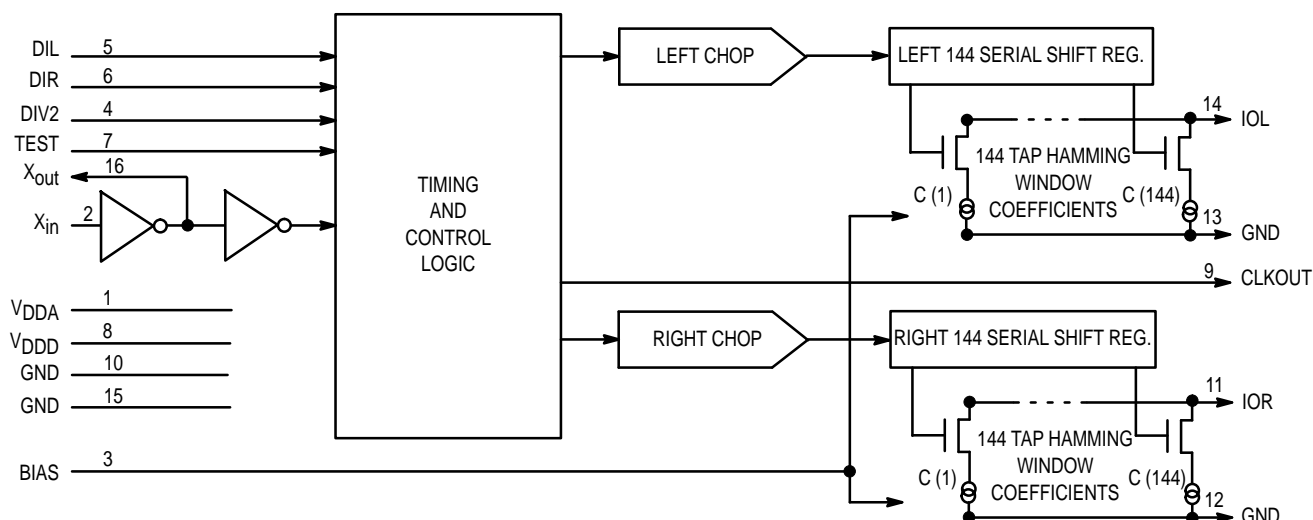 DIL 5
DIR 6
DIV2 4
TEST 7
Xout 16
Xin 2
VDDA 1
VDDD 8
GND 10
GND 15
BIAS 3
TIMING
AND
CONTROL
LOGIC
LEFT CHOP
LEFT 144 SERIAL SHIFT REG.
14 IOL
144 TAP HAMMING
WINDOW
COEFFICIENTS
C (1)
C (144)
13 GND
9 CLKOUT
RIGHT CHOP
RIGHT 144 SERIAL SHIFT REG.
11 IOR
144 TAP HAMMING
WINDOW
COEFFICIENTS
C (1)
C (144)
12 GND